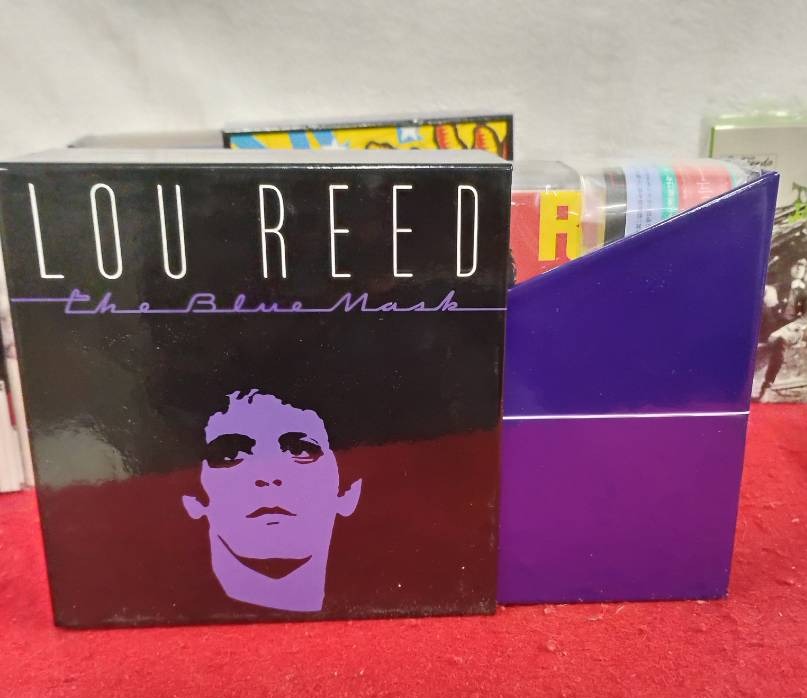 LOU REED
The Blue Mask
R